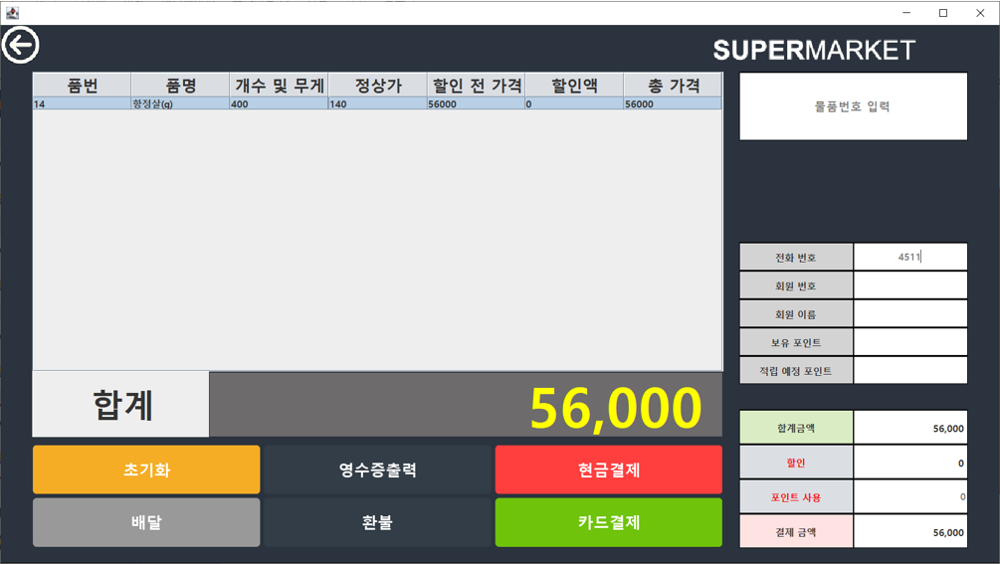 SUPERMARKET
품번 품명 개수 및 무게 정상가 할인 전 가격 할인액 총 가격
14 항정살(q) 400 140 56000 0 56000
물품번호 입력
전화 번호 4511
회원 번호
회원 이름
보유 포인트
적립 예정 포인트
합계 56,000
합계금액 56,000
할인 0
포인트 사용 0
결제 금액 56,000
초기화 영수증출력 현금결제
배달 환불 카드결제